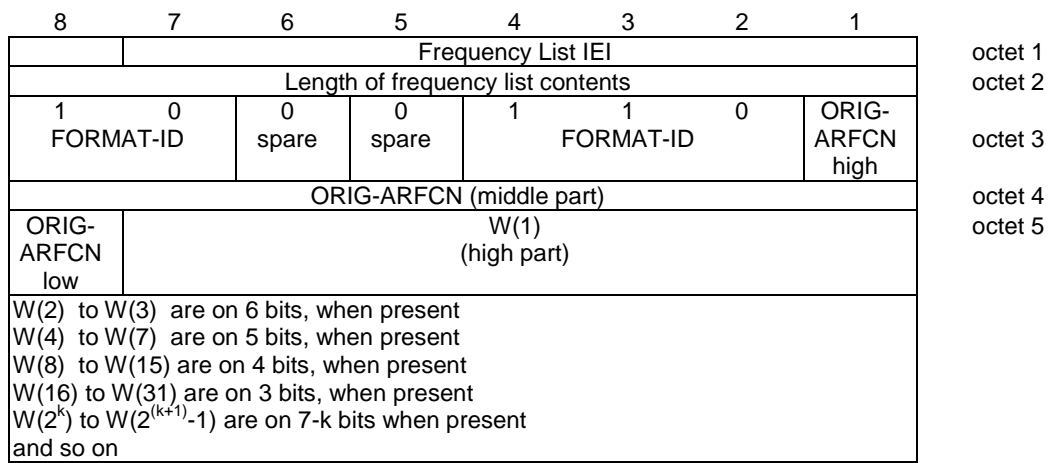 8 7 6 5 4 3 2 1
Frequency List IEI octet 1
Length of frequency list contents octet 2
1 0 0 0 1 1 0 ORIG-
FORMAT-ID spare spare FORMAT-ID ARFCN octet 3
high
ORIG-ARFCN (middle part) octet 4
ORIG- W(1) octet 5
ARFCN (high part)
low
W(2) to W(3) are on 6 bits, when present
W(4) to W(7) are on 5 bits, when present
W(8) to W(15) are on 4 bits, when present
W(16) to W(31) are on 3 bits, when present
W(2^k) to W(2^(k+1)-1) are on 7-k bits when present
and so on